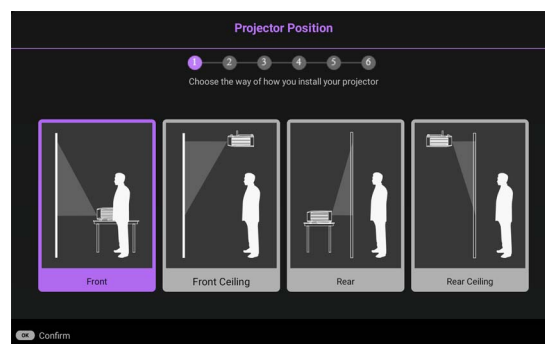 Projector Position
1 2 3 4 5 6
Choose the way of how you install your projector
Front
Front Ceiling
Rear
Rear Ceiling
OK Confirm